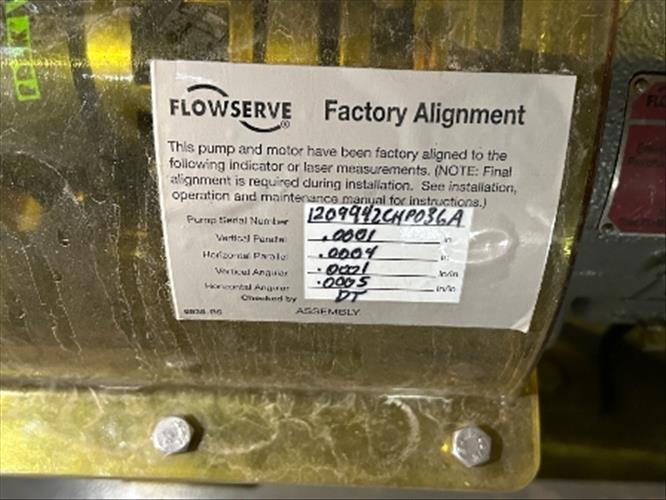 FLOWSERVE ® Factory Alignment
This pump and motor have been factory aligned to the
following indicator or laser measurements. (NOTE: Final
alignment is required during installation. See installation,
operation and maintenance manual for instructions.)
Pump Serial Number 1209942CHP036A
Vertical Parallel .0001 in
Horizontal Parallel .0004 in
Vertical Angular .0001 in/in
Horizontal Angular .0005 in/in
Checked by DT
ASSEMBLY